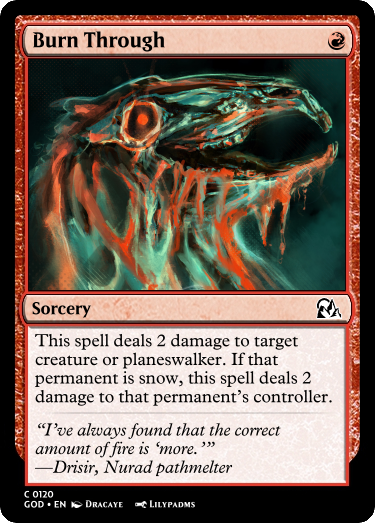 Burn Through
Sorcery
This spell deals 2 damage to target
creature or planeswalker. If that
permanent is snow, this spell deals 2
damage to that permanent's controller.
“I've always found that the correct
amount of fire is ‘more.’”
—Drisir, Nurad pathmelter
C 0120
GOD • EN Dracaye Lilypadms